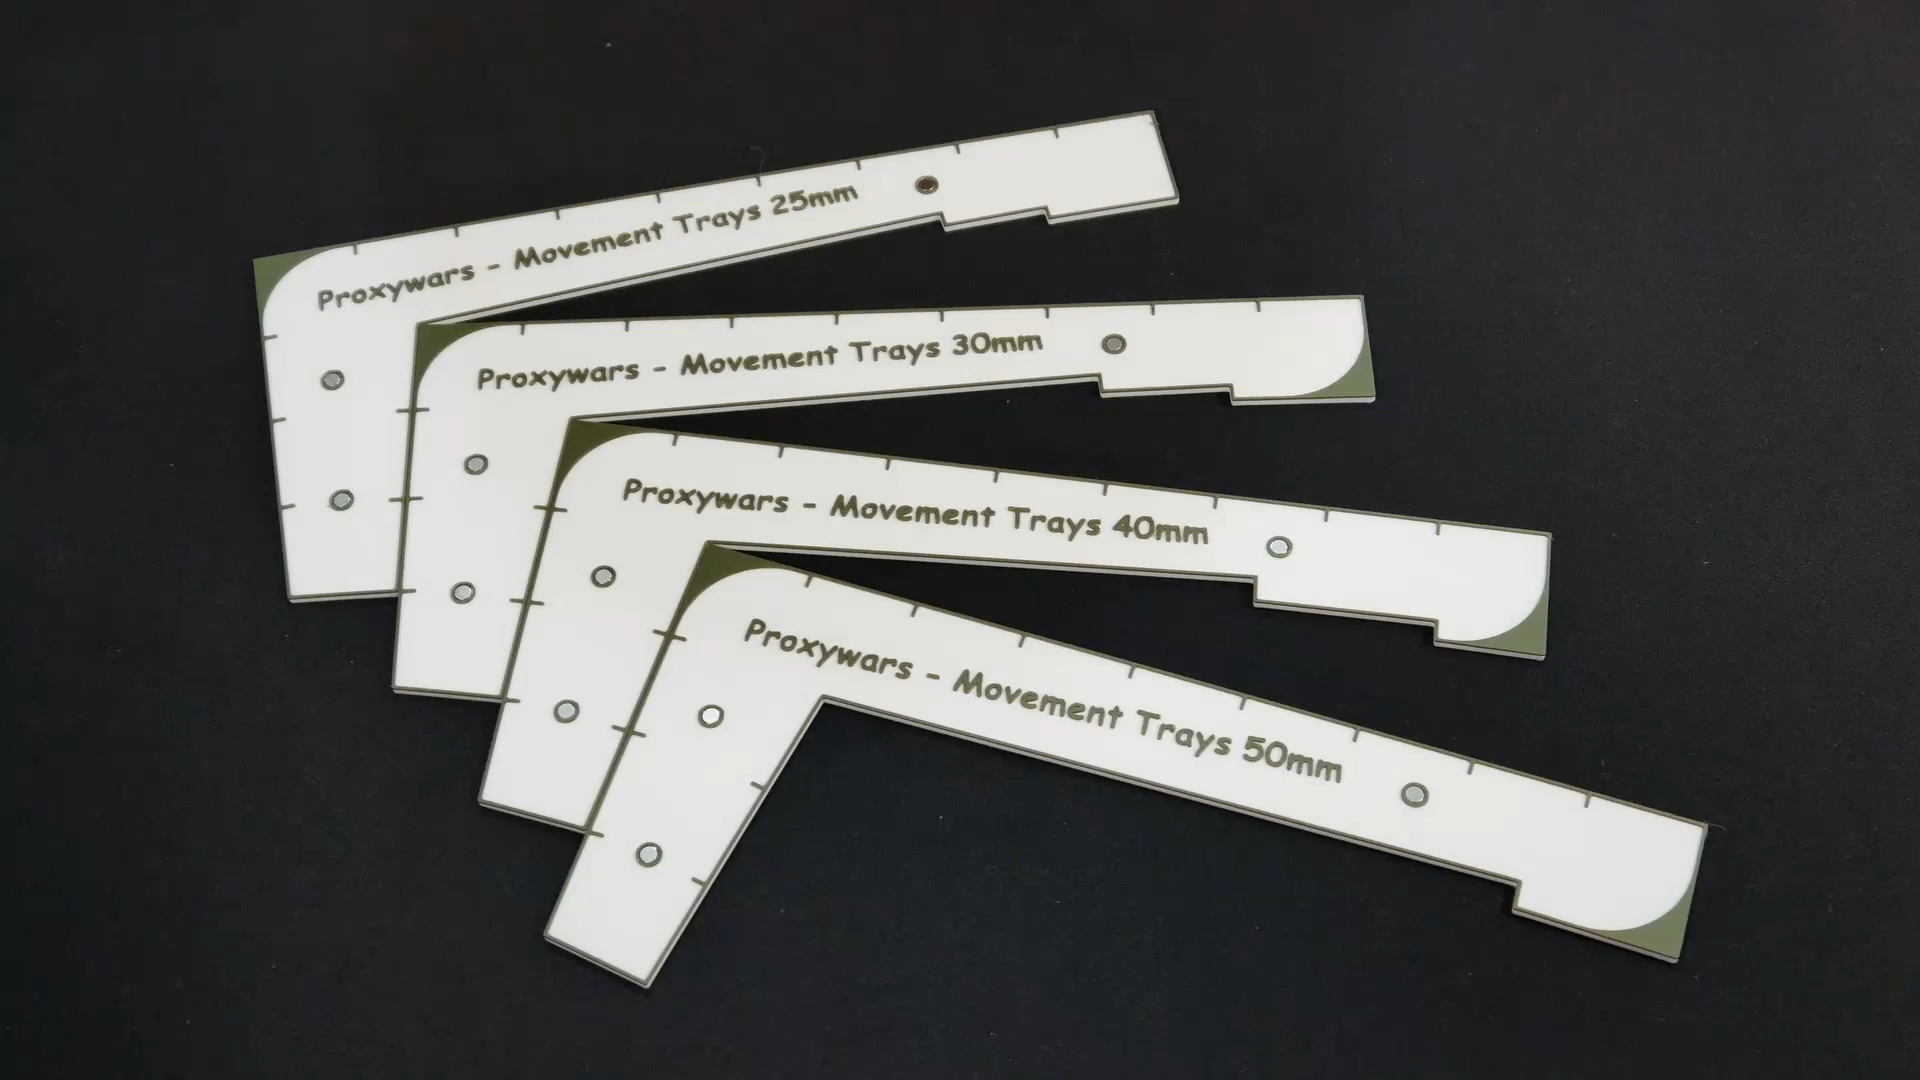 Proxywars - Movement Trays 25mm
Proxywars - Movement Trays 30mm
Proxywars - Movement Trays 40mm
Proxywars - Movement Trays 50mm